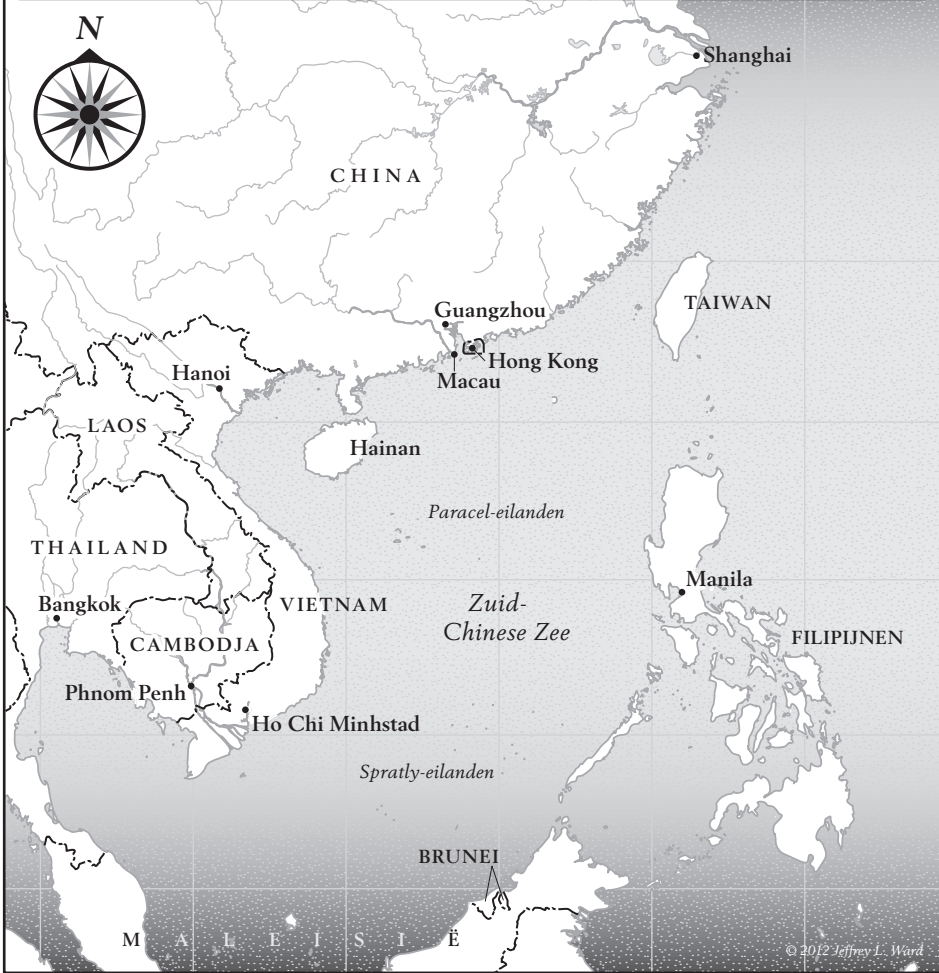 N
Shanghai
CHINA
TAIWAN
Guangzhou
Hong Kong
Macau
Hanoi
LAOS
Hainan
Paracel-eilanden
THAILAND
Manila
Bangkok
VIETNAM
Zuid-
Chinese Zee
FILIPIJNEN
CAMBODJA
Phnom Penh
Ho Chi Minhstad
Spratly-eilanden
BRUNEI
MALEISIË
© 2012 Jeffrey L. Ward